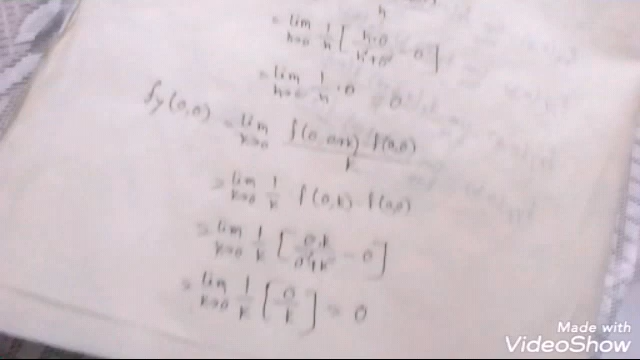 h
= lim h→0 1/h [ h·0 / h²+0² - 0 ]
= lim h→0 1/h · 0 = 0
fy(0,0) = lim k→0 f(0, 0+k) - f(0,0) / k
= lim k→0 1/k f(0,k) - f(0,0)
= lim k→0 1/k [ 0·k / 0²+k² - 0 ]
= lim k→0 1/k [ 0 / k ] = 0
Made with
VideoShow